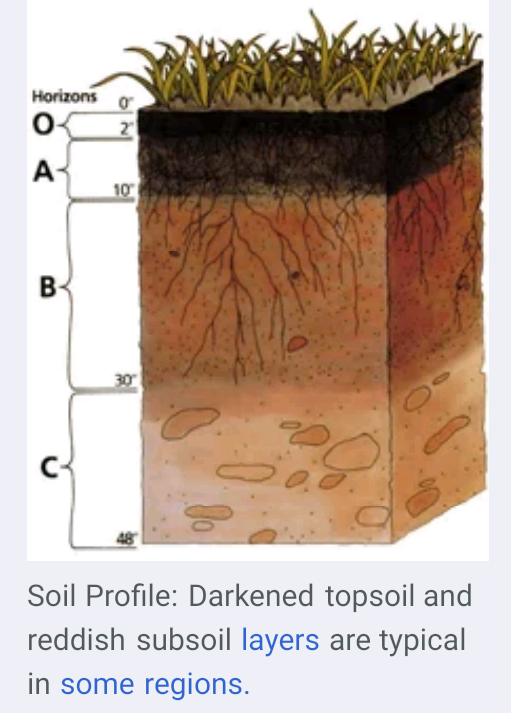 Horizons
0"
O
2"
A
10"
B
30"
C
48"
Soil Profile: Darkened topsoil and
reddish subsoil layers are typical
in some regions.